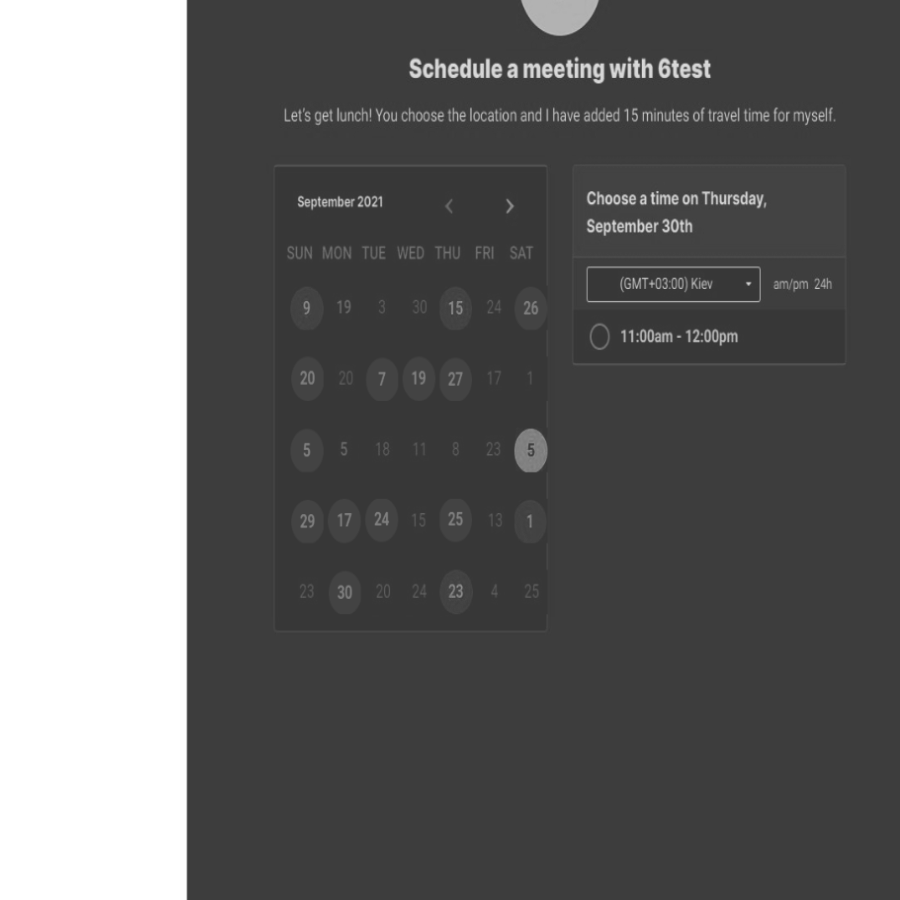 Schedule a meeting with 6test
Let's get lunch! You choose the location and I have added 15 minutes of travel time for myself.
September 2021
SUN MON TUE WED THU FRI SAT
9 19 3 30 15 24 26
20 20 7 19 27 17 1
5 5 18 11 8 23 5
29 17 24 15 25 13 1
23 30 20 24 23 4 25
Choose a time on Thursday,
September 30th
(GMT+03:00) Kiev am/pm 24h
11:00am - 12:00pm